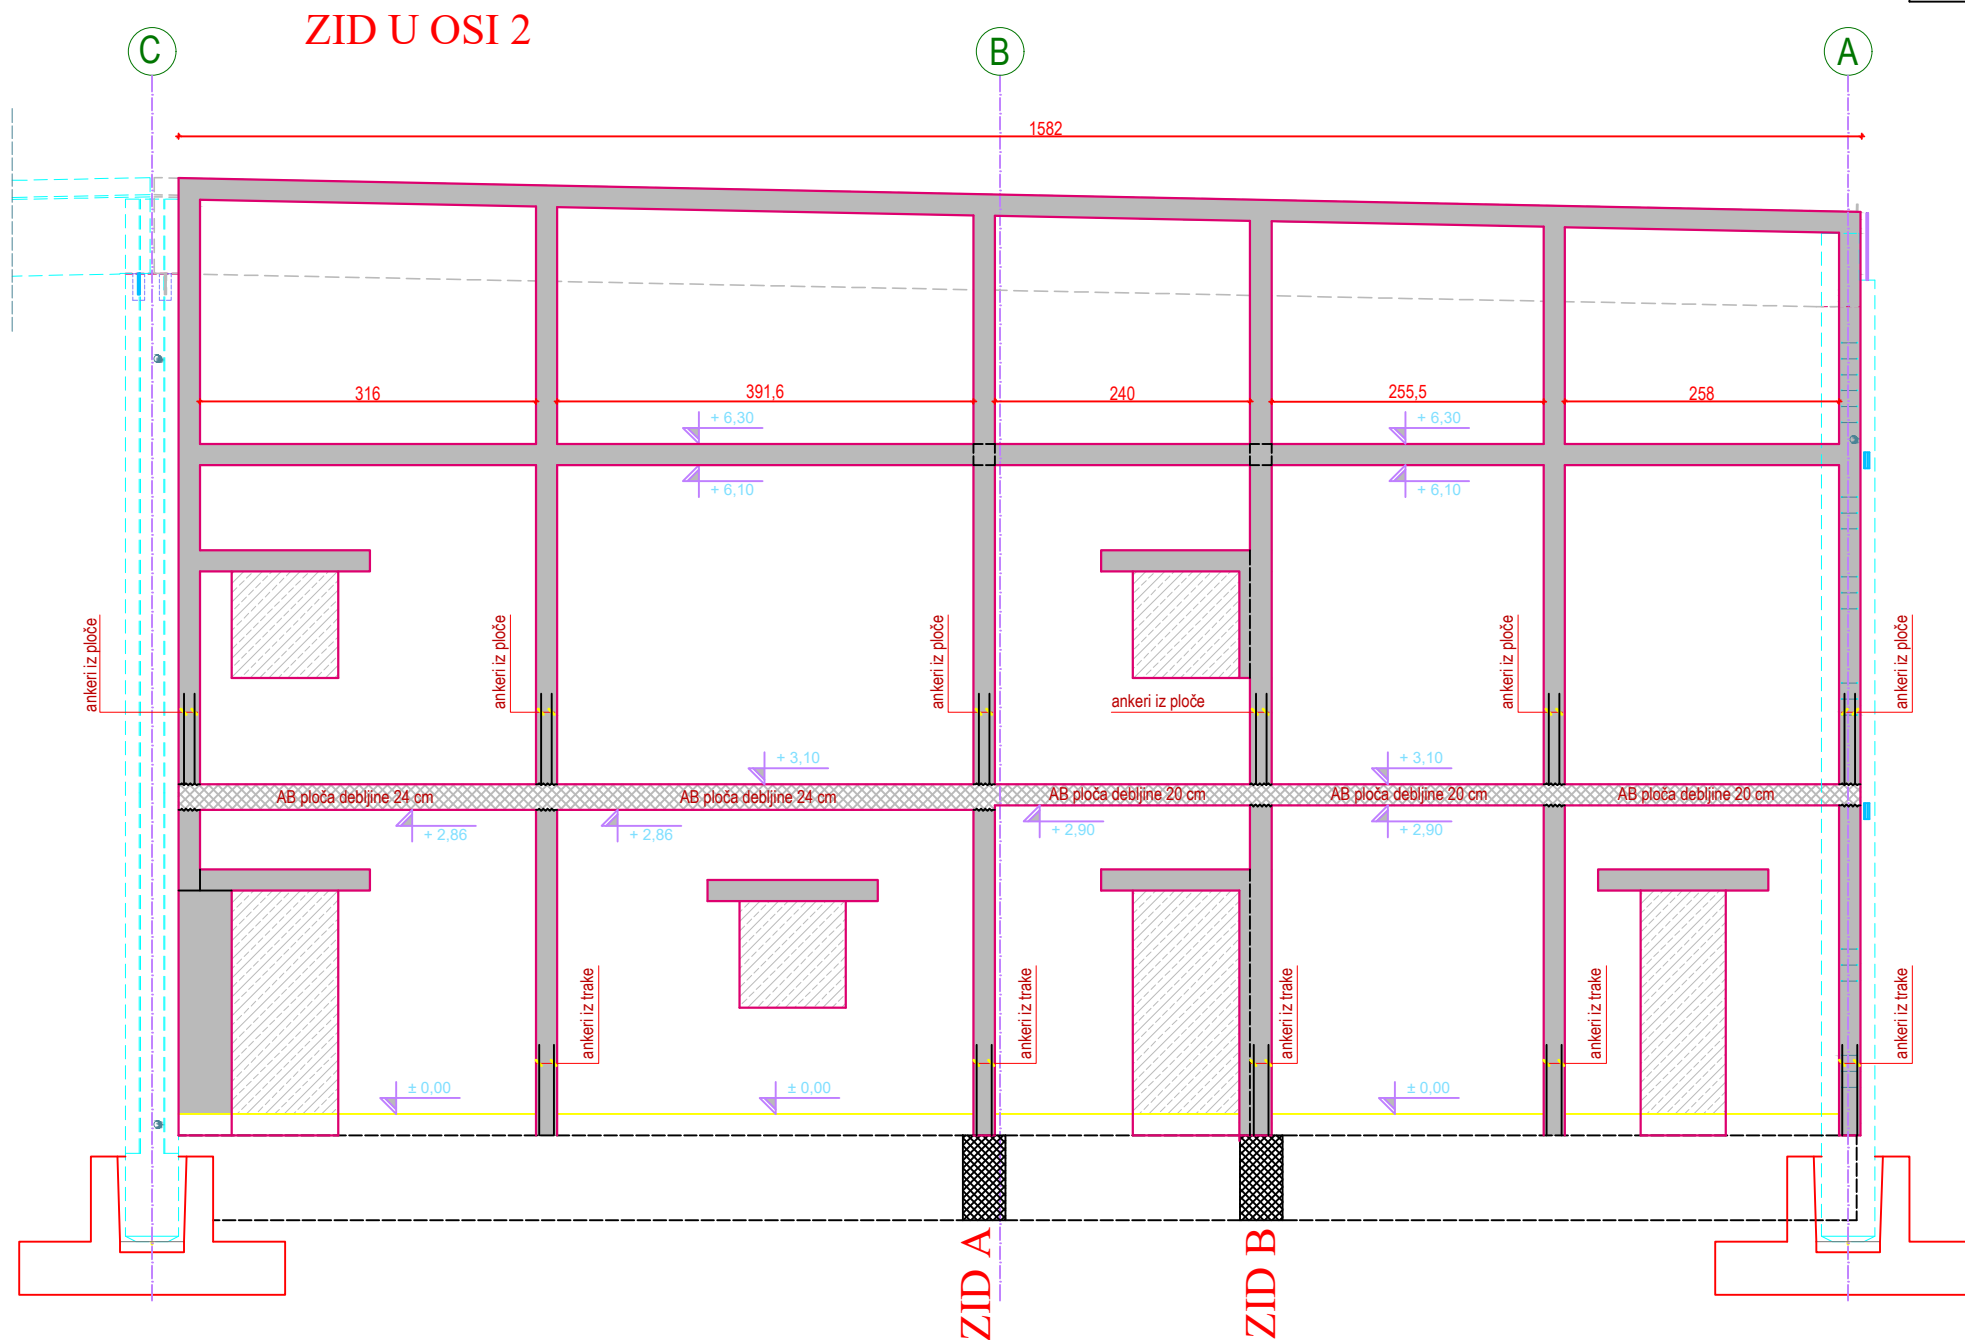 ZID U OSI 2
C
B
A
1582
316
391,6
240
255,5
258
+ 6,30
+ 6,30
+ 6,10
+ 6,10
ankeri iz ploče
ankeri iz ploče
ankeri iz ploče
ankeri iz ploče
ankeri iz ploče
ankeri iz ploče
+ 3,10
+ 3,10
AB ploča debljine 24 cm
AB ploča debljine 24 cm
AB ploča debljine 20 cm
AB ploča debljine 20 cm
AB ploča debljine 20 cm
+ 2,86
+ 2,86
+ 2,90
+ 2,90
ankeri iz trake
ankeri iz trake
ankeri iz trake
ankeri iz trake
ankeri iz trake
± 0,00
± 0,00
± 0,00
ZID A
ZID B